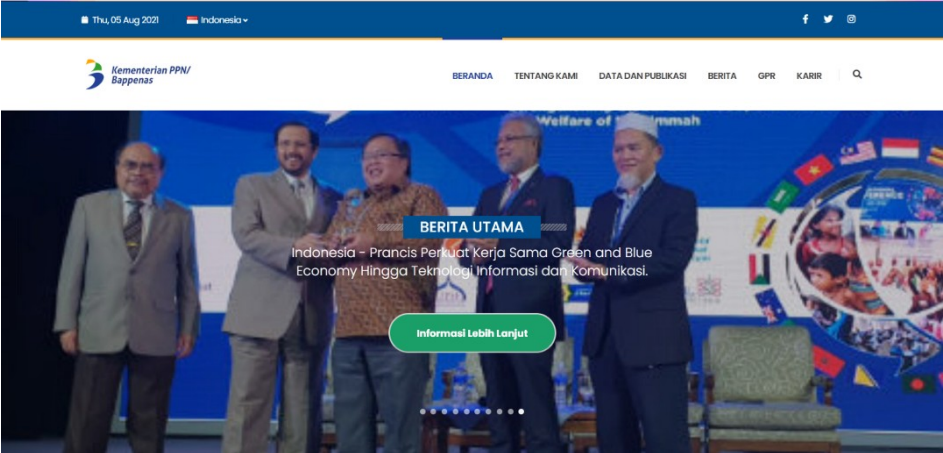 Thu, 05 Aug 2021
Indonesia
Kementerian PPN/
Bappenas
BERANDA
TENTANG KAMI
DATA DAN PUBLIKASI
BERITA
GPR
KARIR
Welfare of
mmah
BERITA UTAMA
Indonesia - Prancis Perkuat Kerja Sama Green and Blue
Economy Hingga Teknologi Informasi dan Komunikasi.
Informasi Lebih Lanjut